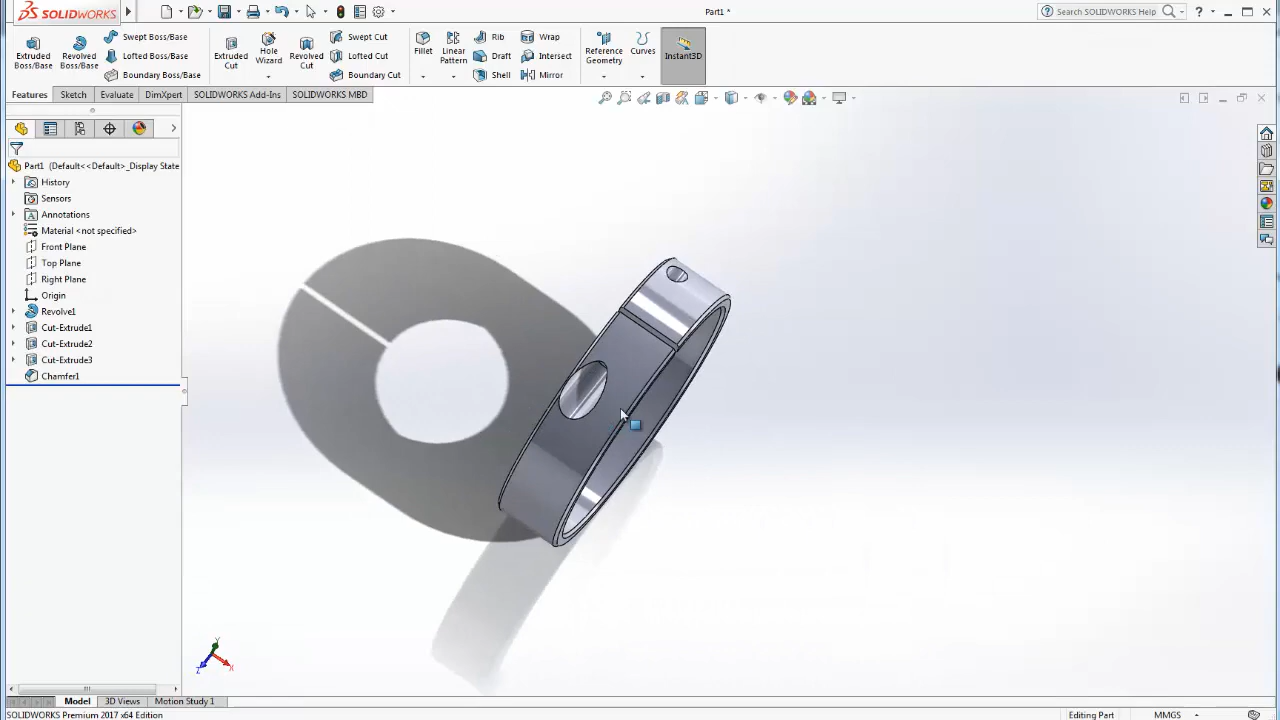 SOLIDWORKS
Part1 *
Search SOLIDWORKS Help
Extruded Boss/Base
Revolved Boss/Base
Swept Boss/Base
Lofted Boss/Base
Boundary Boss/Base
Extruded Cut
Hole Wizard
Revolved Cut
Swept Cut
Lofted Cut
Boundary Cut
Fillet
Linear Pattern
Rib
Draft
Shell
Wrap
Intersect
Mirror
Reference Geometry
Curves
Instant3D
Features
Sketch
Evaluate
DimXpert
SOLIDWORKS Add-Ins
SOLIDWORKS MBD
Part1 (Default<<Default>_Display State
History
Sensors
Annotations
Material <not specified>
Front Plane
Top Plane
Right Plane
Origin
Revolve1
Cut-Extrude1
Cut-Extrude2
Cut-Extrude3
Chamfer1
Y
X
Z
Model
3D Views
Motion Study 1
SOLIDWORKS Premium 2017 x64 Edition
Editing Part
MMGS